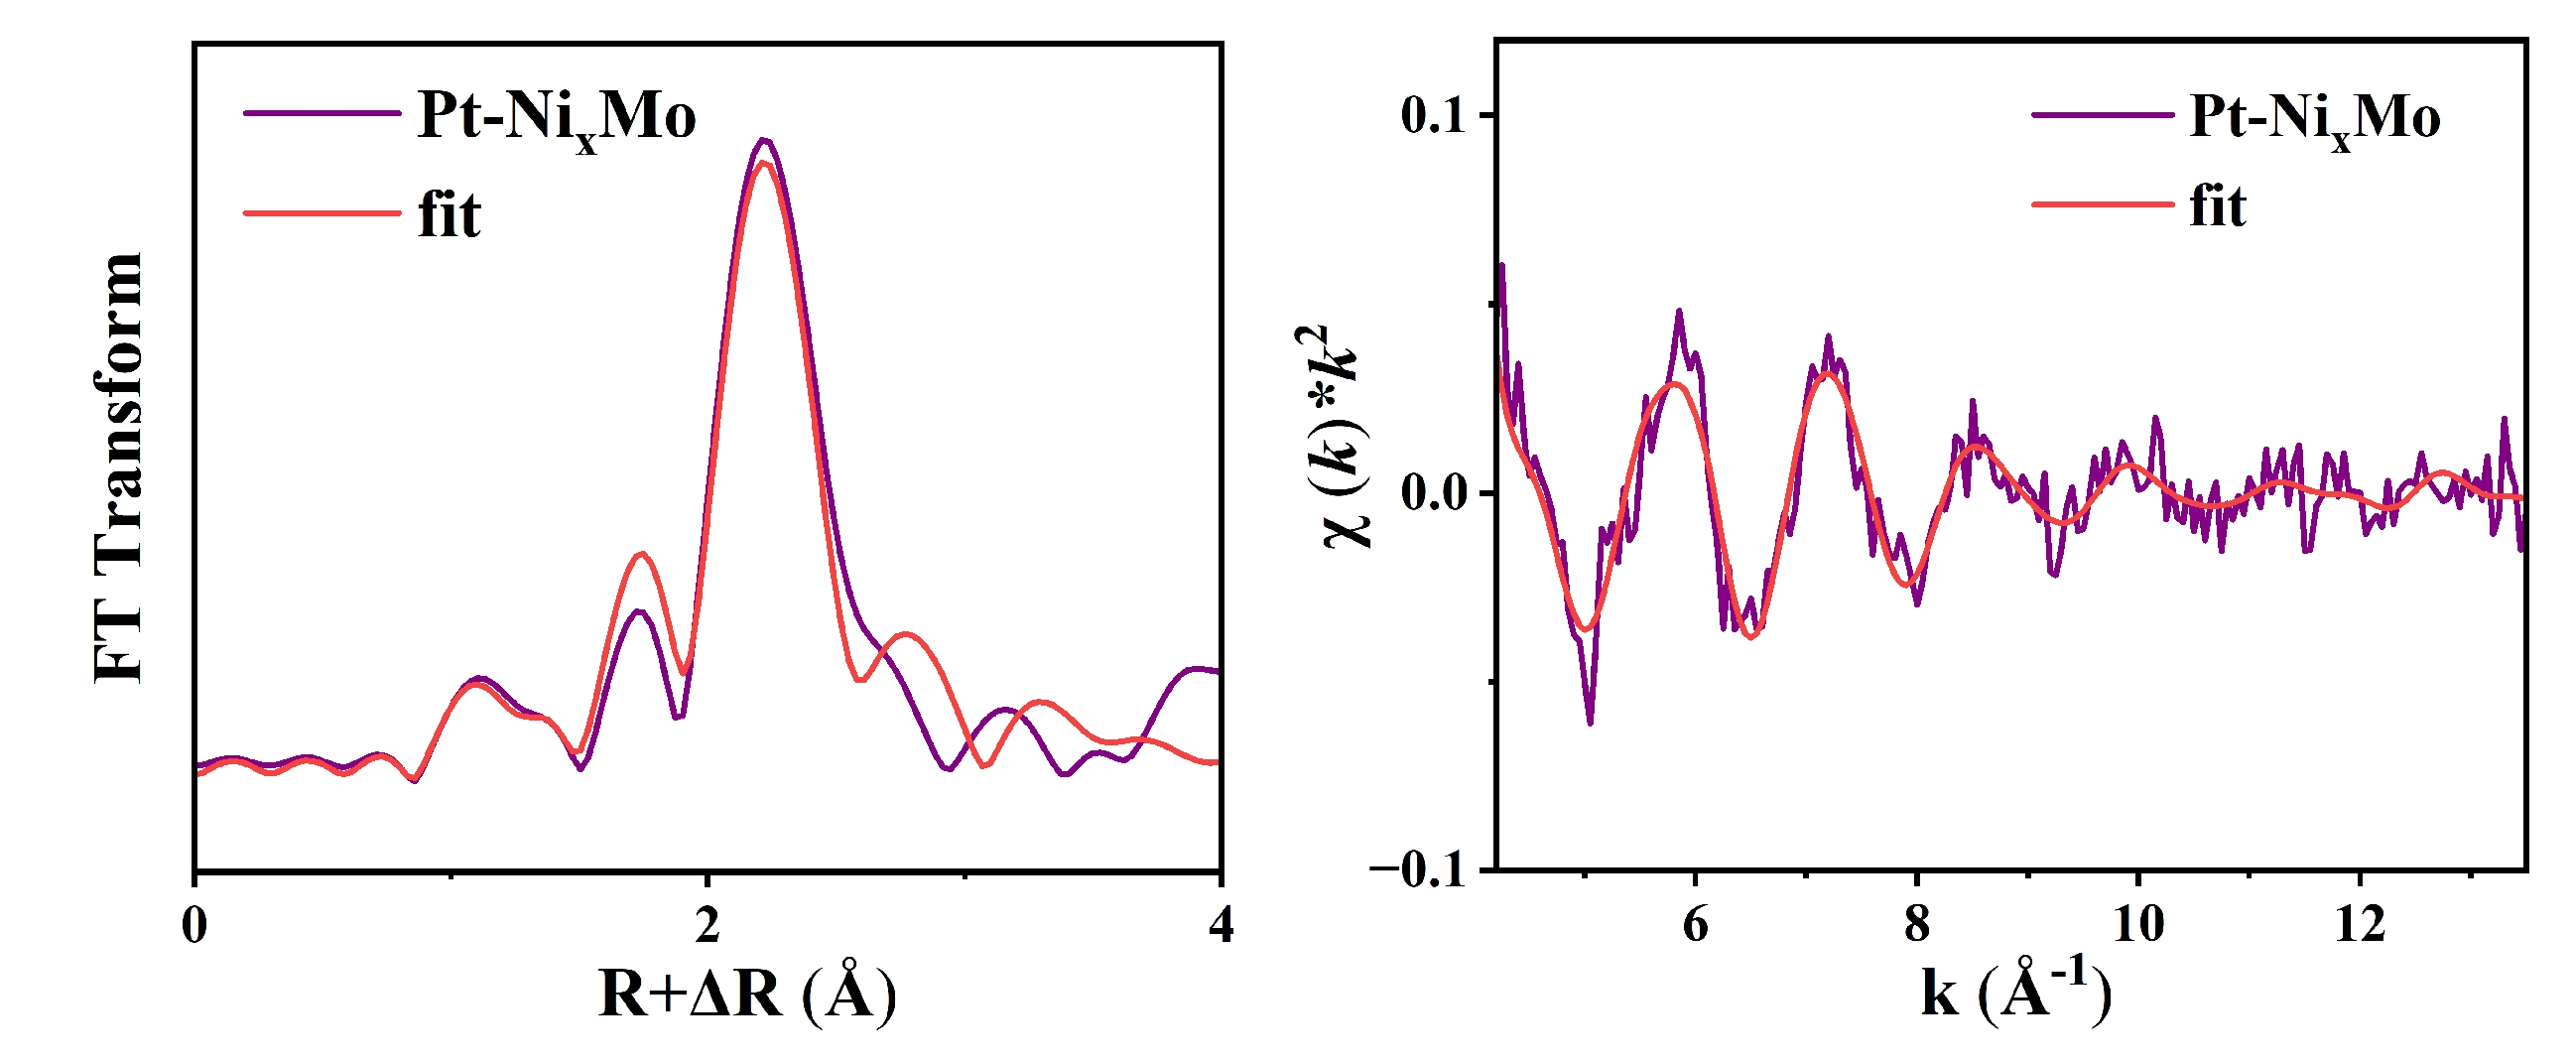 FT Transform
Pt-NiₓMo
fit
0
2
4
R+ΔR (Å)
χ (k) *k²
0.1
0.0
−0.1
Pt-NiₓMo
fit
6
8
10
12
k (Å⁻¹)